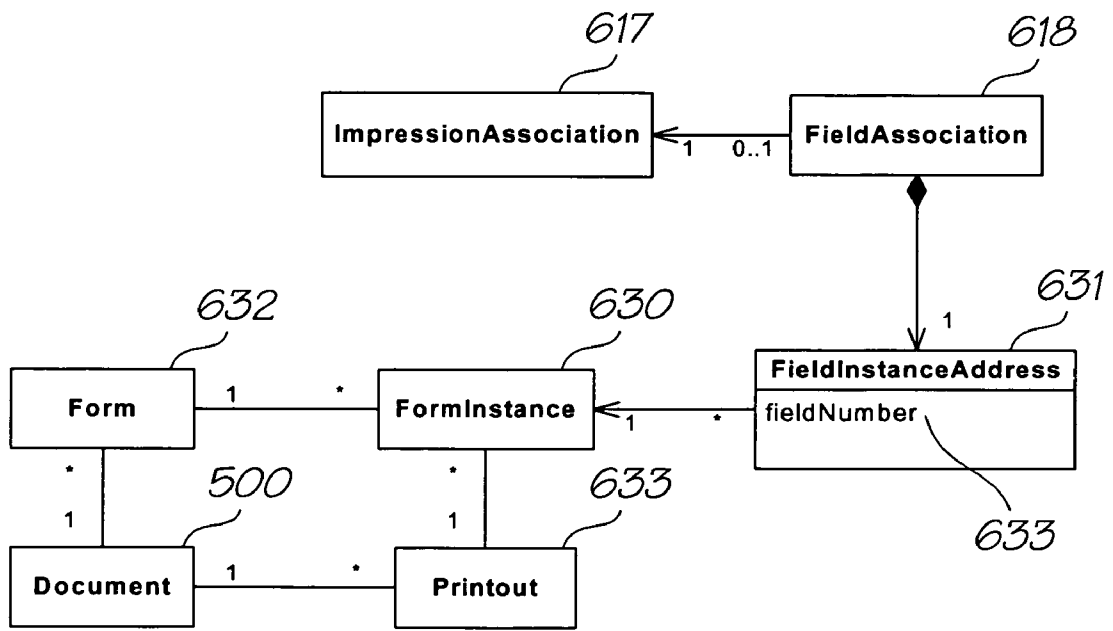 617
618
ImpressionAssociation
FieldAssociation
1 0..1
632
630
631
1
FieldInstanceAddress
Form
1 *
FormInstance
1 *
fieldNumber
*
1
500
*
1
633
633
Document
1 *
Printout